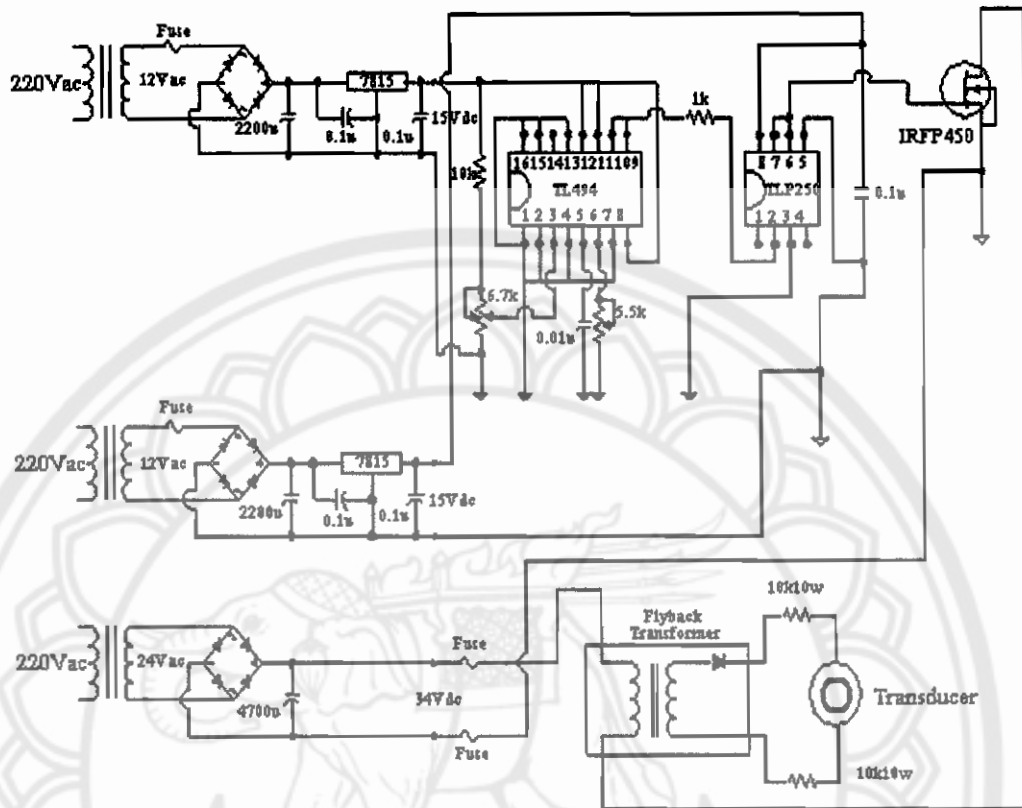 Fuse
220Vac
12Vac
7815
2200u
0.1u
0.1u
15Vdc
10k
1k
IRFP450
16 15 14 13 12 11 10 9
TL494
1 2 3 4 5 6 7 8
8 7 6 5
TLP250
1 2 3 4
0.1u
6.7k
5.5k
0.01u
Fuse
220Vac
12Vac
7815
2200u
0.1u
0.1u
15Vdc
220Vac
24Vac
4700u
Fuse
34Vdc
Fuse
Flyback
Transformer
10k10w
Transducer
10k10w